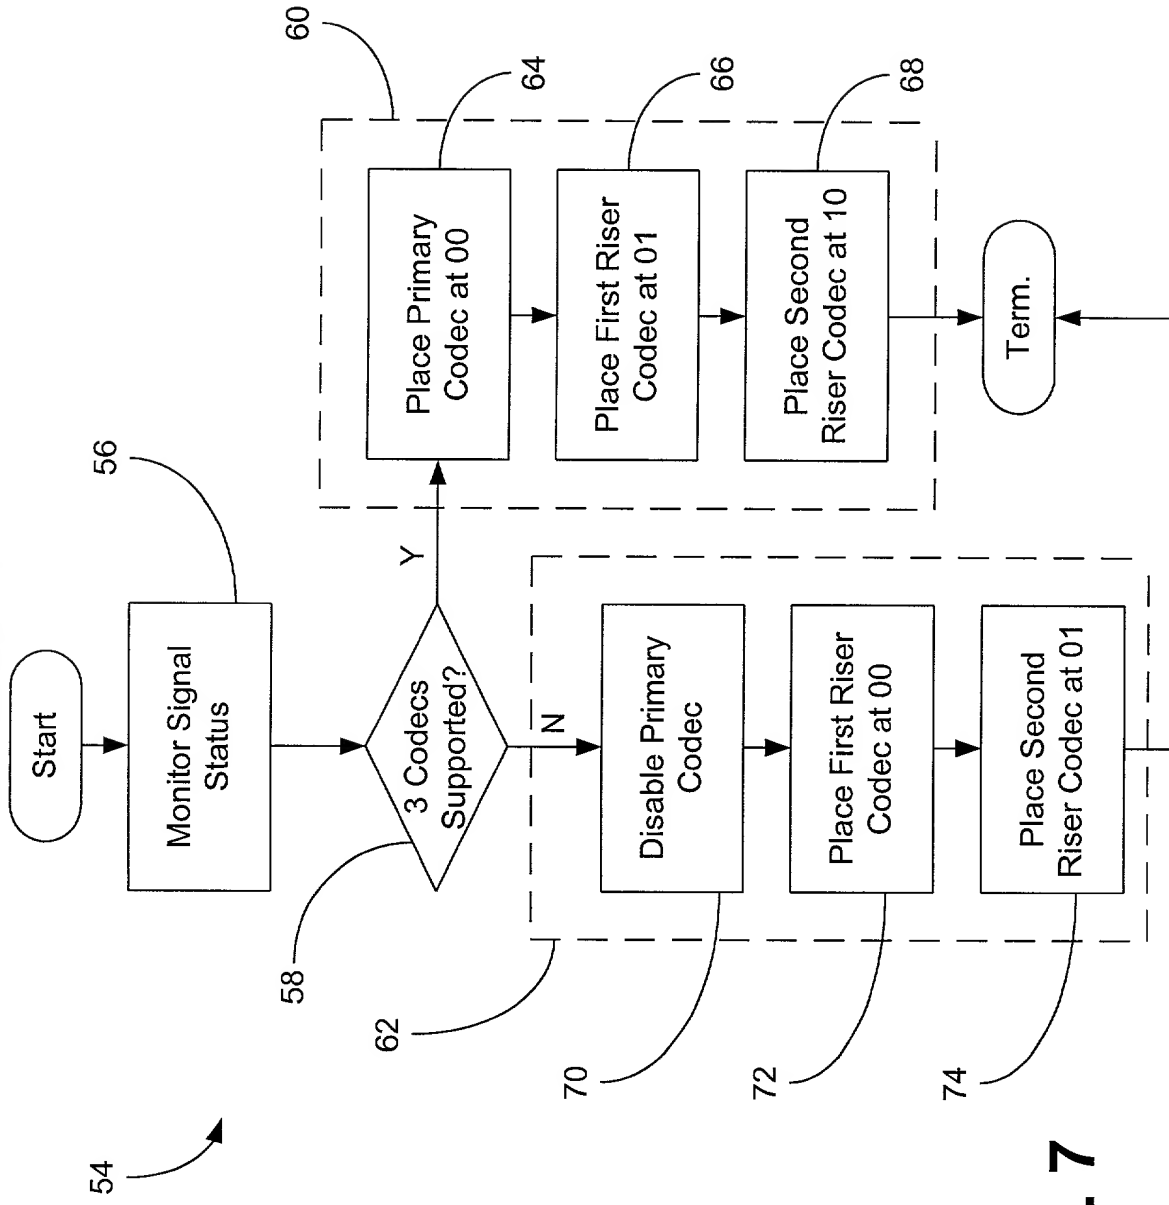 54
Start
Monitor Signal
Status
56
3 Codecs
Supported?
58
Y
N
60
Place Primary
Codec at 00
64
Place First Riser
Codec at 01
66
Place Second
Riser Codec at 10
68
62
Disable Primary
Codec
70
Place First Riser
Codec at 00
72
Place Second
Riser Codec at 01
74
Term.
. 7